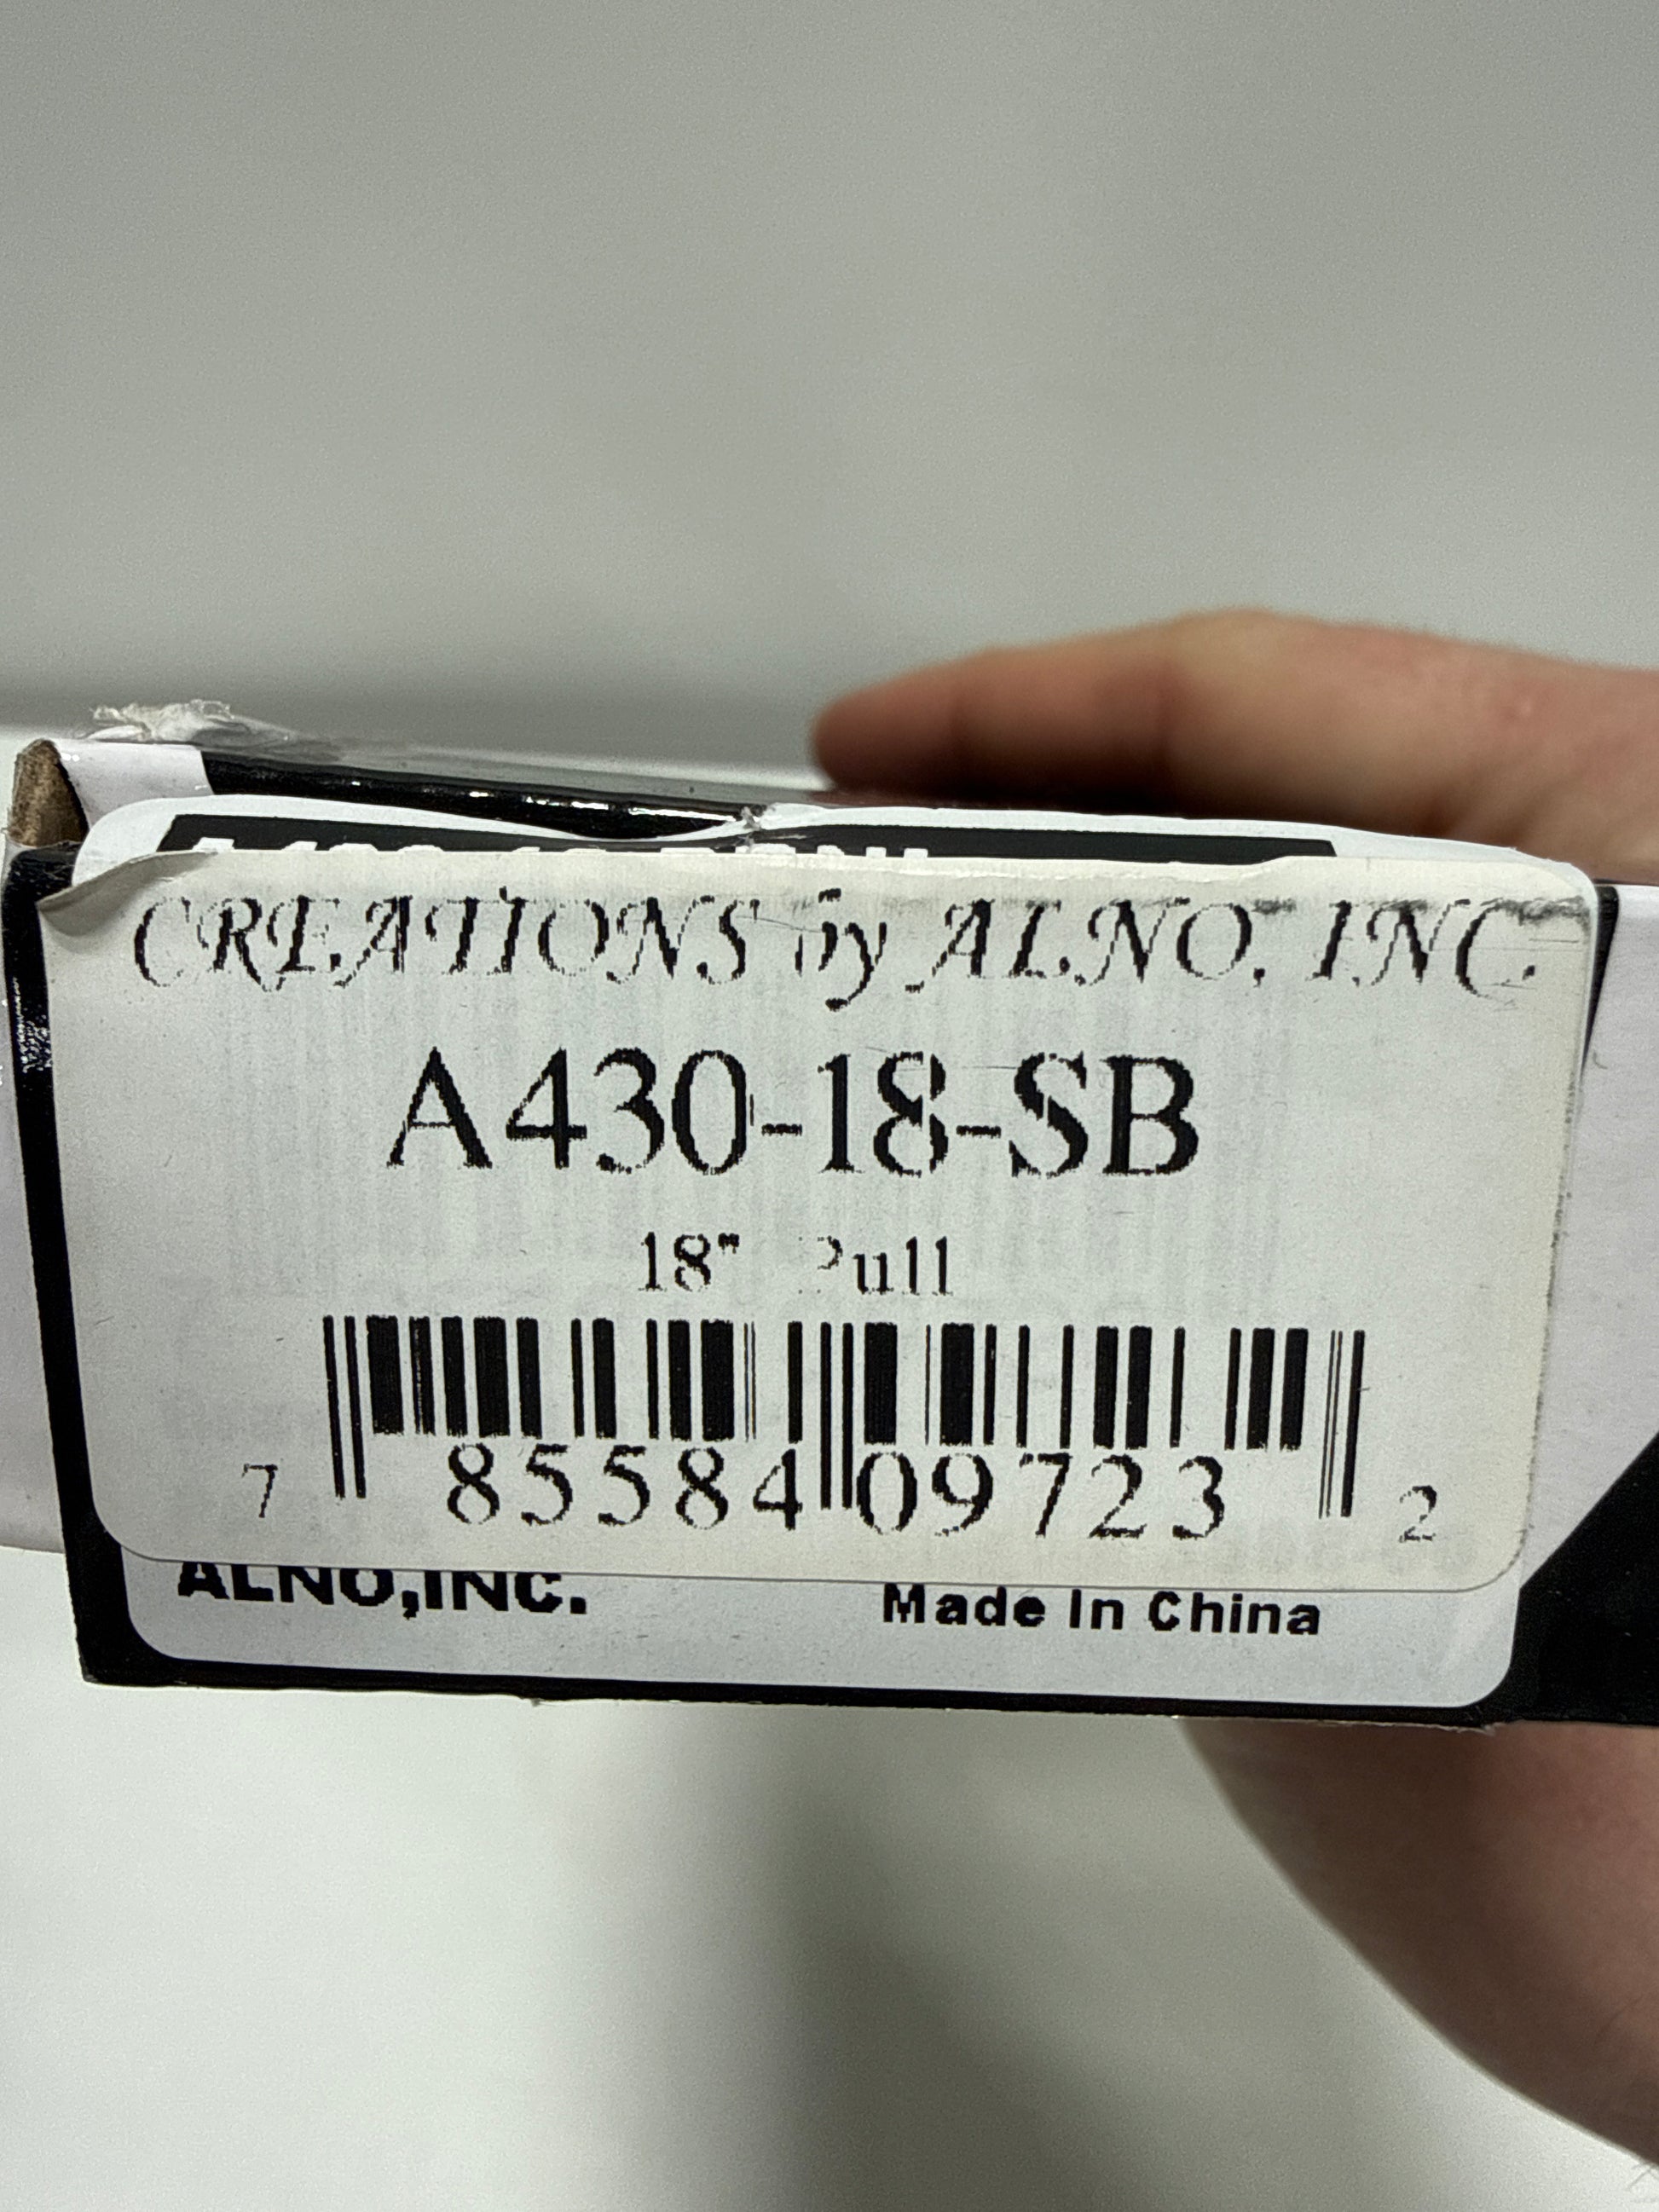 CREATIONS by ALNO, INC.
A430-18-SB
18" Pull
7 85584 09723 2
ALNO,INC.
Made In China